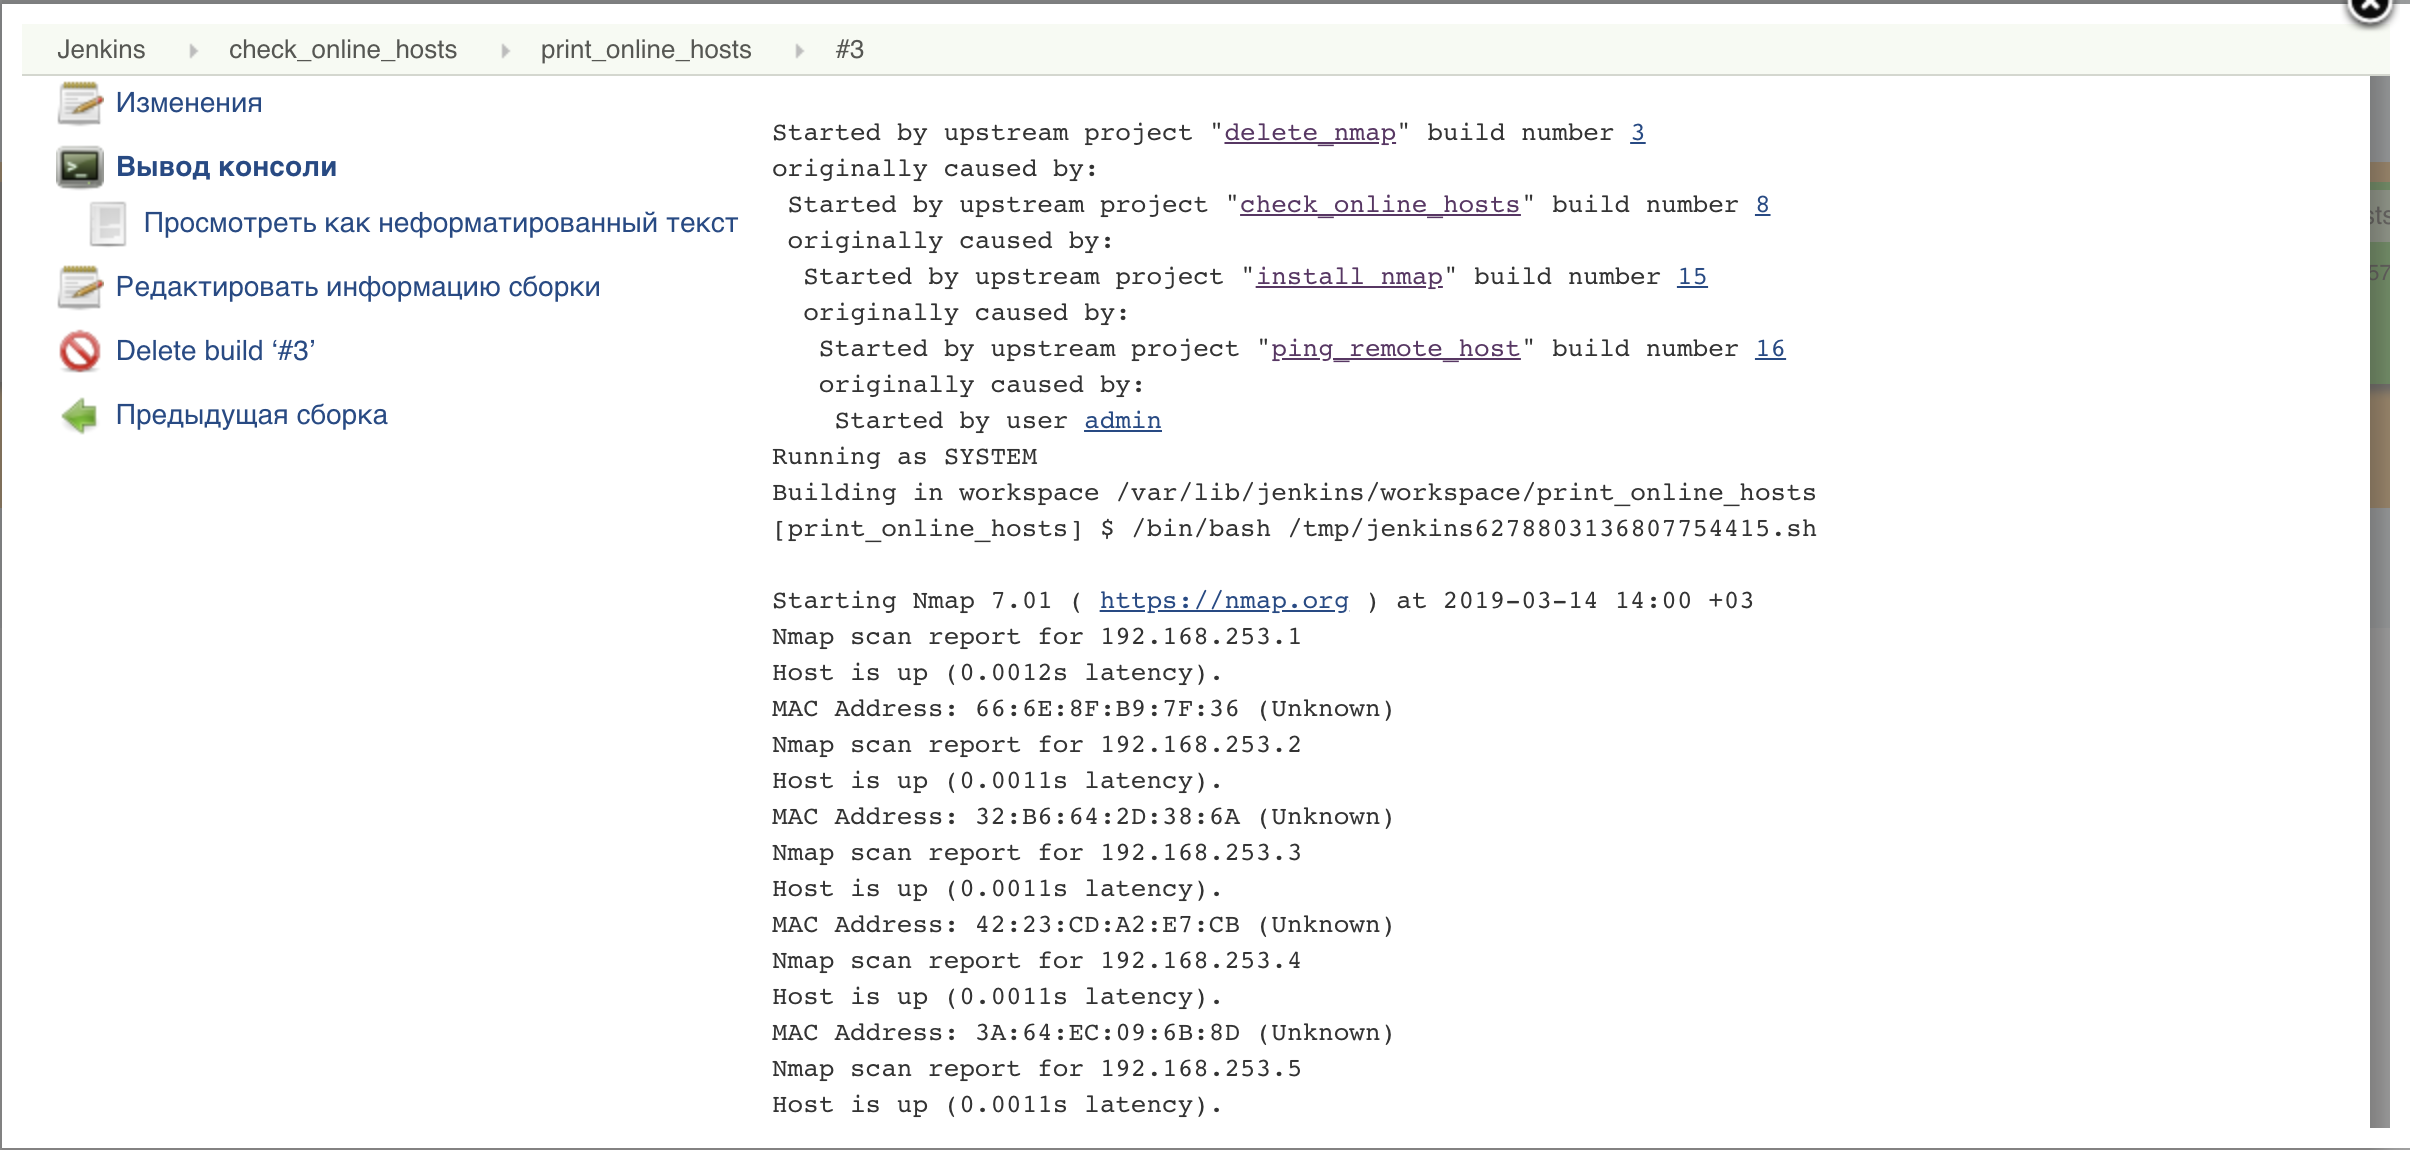 Jenkins check_online_hosts print_online_hosts #3
Изменения
Вывод консоли
Просмотреть как неформатированный текст
Редактировать информацию сборки
Delete build ‘#3’
Предыдущая сборка
Started by upstream project "delete_nmap" build number 3
originally caused by:
Started by upstream project "check_online_hosts" build number 8
originally caused by:
Started by upstream project "install_nmap" build number 15
originally caused by:
Started by upstream project "ping_remote_host" build number 16
originally caused by:
Started by user admin
Running as SYSTEM
Building in workspace /var/lib/jenkins/workspace/print_online_hosts
[print_online_hosts] $ /bin/bash /tmp/jenkins6278803136807754415.sh
Starting Nmap 7.01 ( https://nmap.org ) at 2019-03-14 14:00 +03
Nmap scan report for 192.168.253.1
Host is up (0.0012s latency).
MAC Address: 66:6E:8F:B9:7F:36 (Unknown)
Nmap scan report for 192.168.253.2
Host is up (0.0011s latency).
MAC Address: 32:B6:64:2D:38:6A (Unknown)
Nmap scan report for 192.168.253.3
Host is up (0.0011s latency).
MAC Address: 42:23:CD:A2:E7:CB (Unknown)
Nmap scan report for 192.168.253.4
Host is up (0.0011s latency).
MAC Address: 3A:64:EC:09:6B:8D (Unknown)
Nmap scan report for 192.168.253.5
Host is up (0.0011s latency).